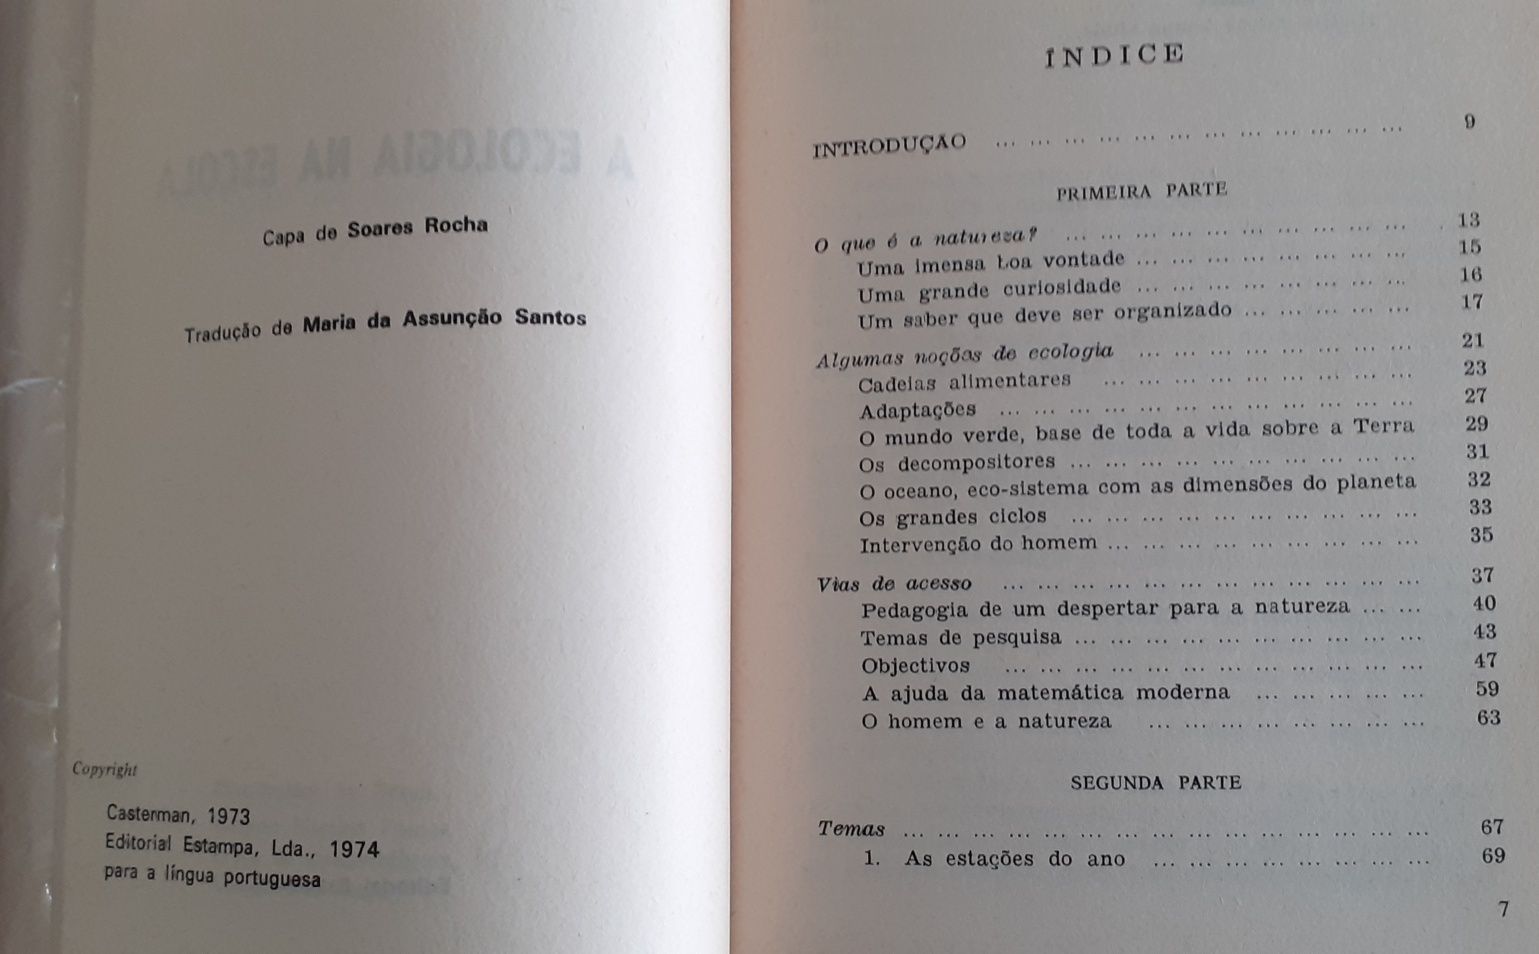 Capa de Soares Rocha
Tradução de Maria da Assunção Santos
Copyright
Casterman, 1973
Editorial Estampa, Lda., 1974
para a língua portuguesa
ÍNDICE
INTRODUÇÃO ... ... ... ... ... ... ... ... ... ... ... ... 9
PRIMEIRA PARTE
O que é a natureza? ... ... ... ... ... ... ... ... ... ... 13
Uma imensa boa vontade ... ... ... ... ... ... ... ... 15
Uma grande curiosidade ... ... ... ... ... ... ... ... 16
Um saber que deve ser organizado ... ... ... ... ... 17
Algumas noções de ecologia ... ... ... ... ... ... ... ... 21
Cadeias alimentares ... ... ... ... ... ... ... ... ... 23
Adaptações ... ... ... ... ... ... ... ... ... ... ... ... 27
O mundo verde, base de toda a vida sobre a Terra 29
Os decompositores ... ... ... ... ... ... ... ... ... ... 31
O oceano, eco-sistema com as dimensões do planeta 32
Os grandes ciclos ... ... ... ... ... ... ... ... ... ... 33
Intervenção do homem ... ... ... ... ... ... ... ... ... 35
Vias de acesso ... ... ... ... ... ... ... ... ... ... ... ... 37
Pedagogia de um despertar para a natureza ... ... 40
Temas de pesquisa ... ... ... ... ... ... ... ... ... ... 43
Objectivos ... ... ... ... ... ... ... ... ... ... ... ... 47
A ajuda da matemática moderna ... ... ... ... ... 59
O homem e a natureza ... ... ... ... ... ... ... ... 63
SEGUNDA PARTE
Temas ... ... ... ... ... ... ... ... ... ... ... ... ... ... ... 67
1. As estações do ano ... ... ... ... ... ... ... ... 69
7